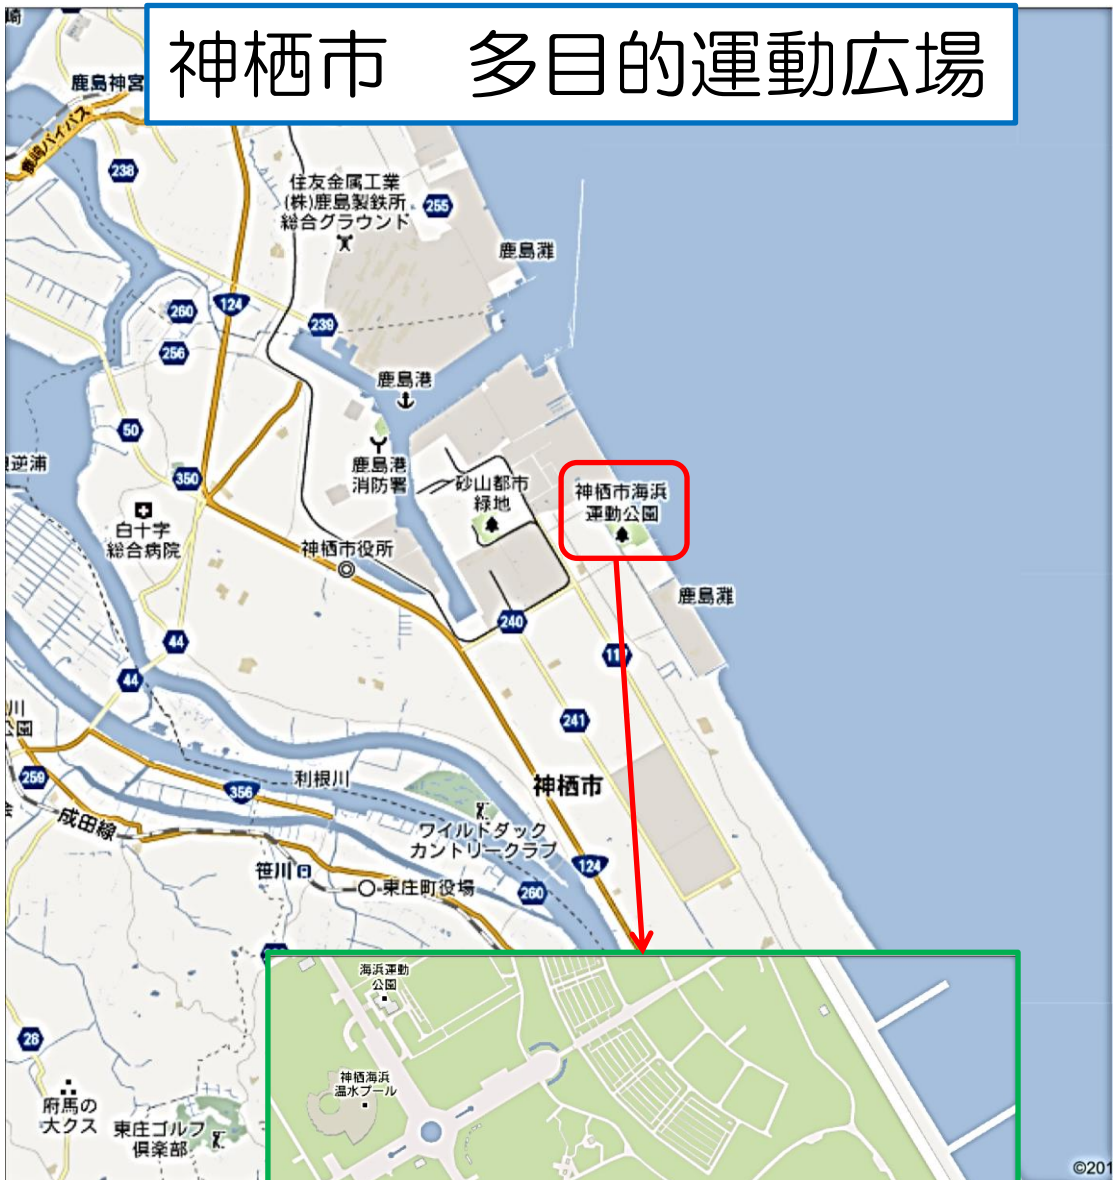 神栖市　多目的運動広場
鹿島神宮
238
住友金属工業
(株)鹿島製鉄所
総合グラウンド
255
鹿島灘
260
124
239
256
鹿島港
50
逆浦
350
鹿島港
消防署
砂山都市
緑地
神栖市海浜
運動公園
白十字
総合病院
神栖市役所
鹿島灘
240
44
44
川
公園
241
259
356
利根川
神栖市
成田線
ワイルドダック
カントリークラブ
124
笹川
東庄町役場
260
海浜運動
公園
28
神栖海浜
温水プール
府馬の
大クス
東庄ゴルフ
倶楽部
©201